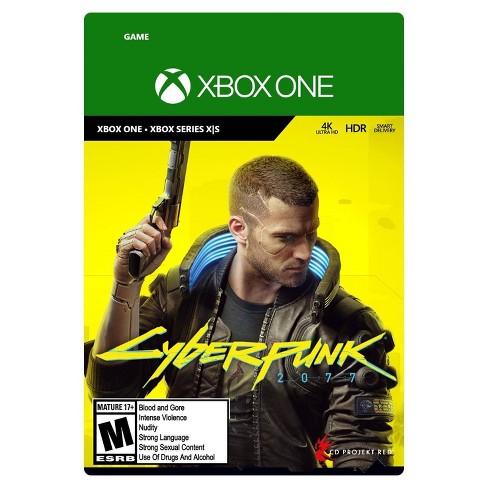 GAME
XBOX ONE
XBOX ONE • XBOX SERIES X|S
4K
ULTRA HD
HDR
SMART
DELIVERY
Cyberpunk
2077
MATURE 17+
M
ESRB
Blood and Gore
Intense Violence
Nudity
Strong Language
Strong Sexual Content
Use Of Drugs And Alcohol
CD PROJEKT RED